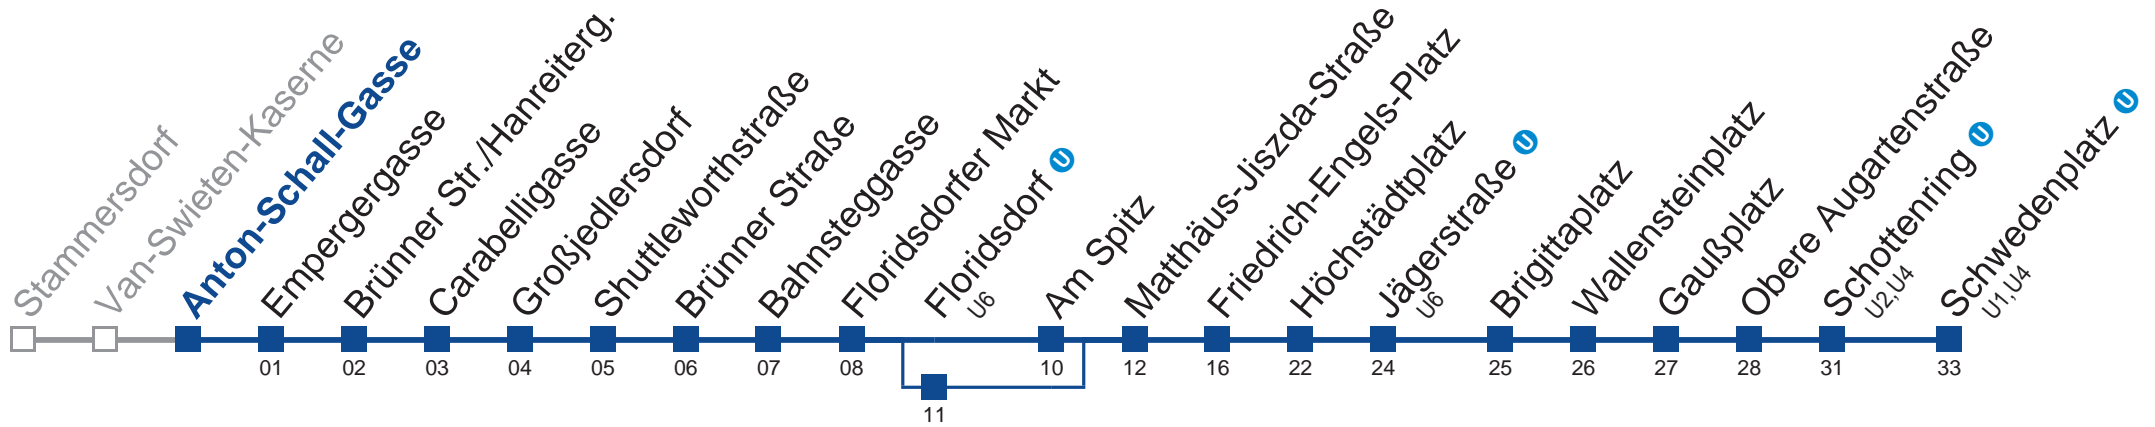 Stammersdorf
Van-Swieten-Kaserne
Anton-Schall-Gasse
Empergergasse
01
Brünner Str./Hanreiterg.
02
Carabelligasse
03
Großjedlersdorf
04
Shuttleworthstraße
05
Brünner Straße
06
Bahnsteggasse
07
Floridsdorfer Markt
08
Floridsdorf U
U6
11
Am Spitz
10
Matthäus-Jiszda-Straße
12
Friedrich-Engels-Platz
16
Höchstädtplatz
22
Jägerstraße U
U6
24
Brigittaplatz
25
Wallensteinplatz
26
Gaußplatz
27
Obere Augartenstraße
28
Schottenring U
U2,U4
31
Schwedenplatz U
U1,U4
33